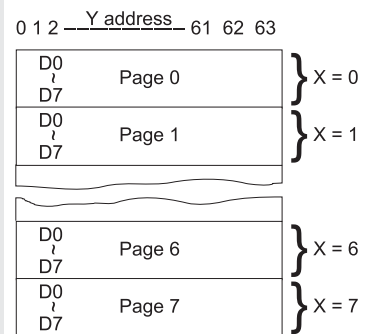 Y address
0 1 2 61 62 63
D0 ~ D7 Page 0 X = 0
D0 ~ D7 Page 1 X = 1
D0 ~ D7 Page 6 X = 6
D0 ~ D7 Page 7 X = 7